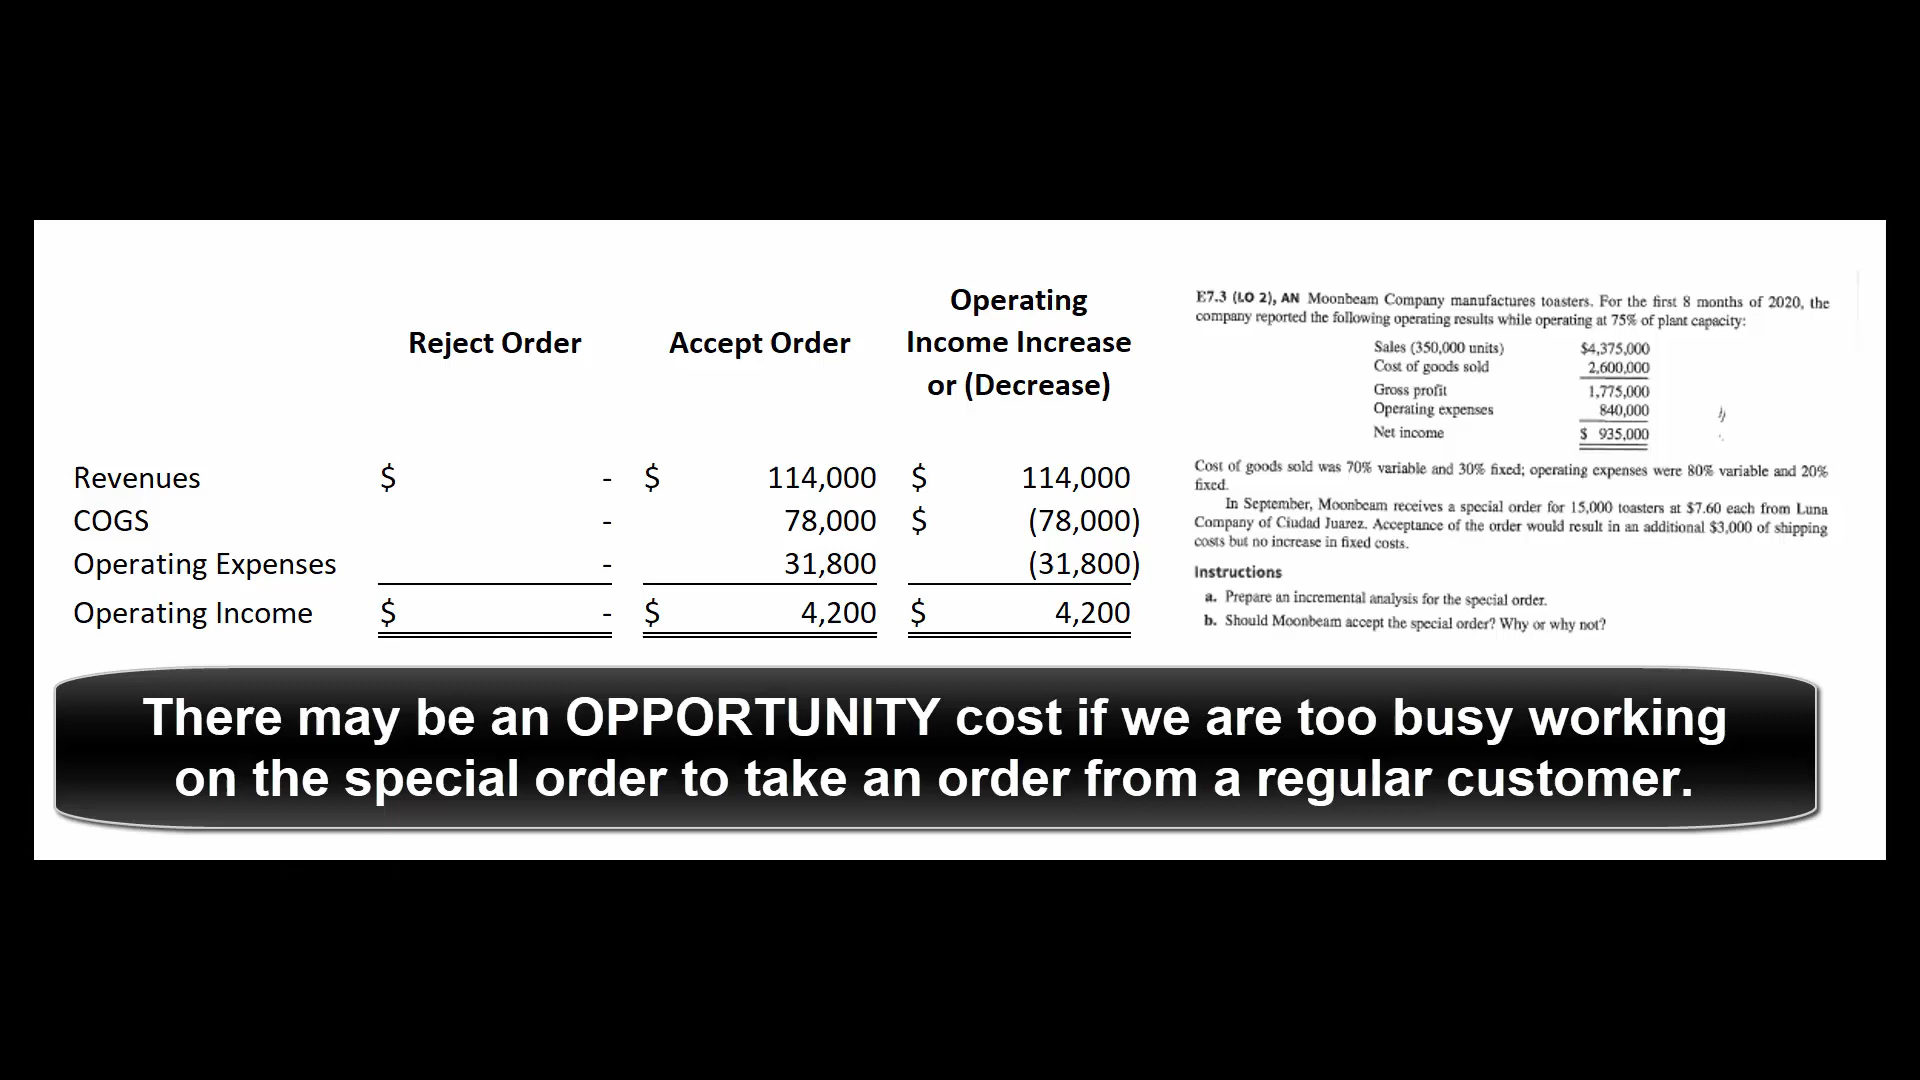 Reject Order
Accept Order
Operating
Income Increase
or (Decrease)
Revenues $ - $ 114,000 $ 114,000
COGS - 78,000 $ (78,000)
Operating Expenses - 31,800 (31,800)
Operating Income $ - $ 4,200 $ 4,200
E7.3 (LO 2), AN Moonbeam Company manufactures toasters. For the first 8 months of 2020, the
company reported the following operating results while operating at 75% of plant capacity:
Sales (350,000 units) $4,375,000
Cost of goods sold 2,600,000
Gross profit 1,775,000
Operating expenses 840,000
Net income $ 935,000
Cost of goods sold was 70% variable and 30% fixed; operating expenses were 80% variable and 20%
fixed.
In September, Moonbeam receives a special order for 15,000 toasters at $7.60 each from Luna
Company of Ciudad Juarez. Acceptance of the order would result in an additional $3,000 of shipping
costs but no increase in fixed costs.
Instructions
a. Prepare an incremental analysis for the special order.
b. Should Moonbeam accept the special order? Why or why not?
There may be an OPPORTUNITY cost if we are too busy working
on the special order to take an order from a regular customer.